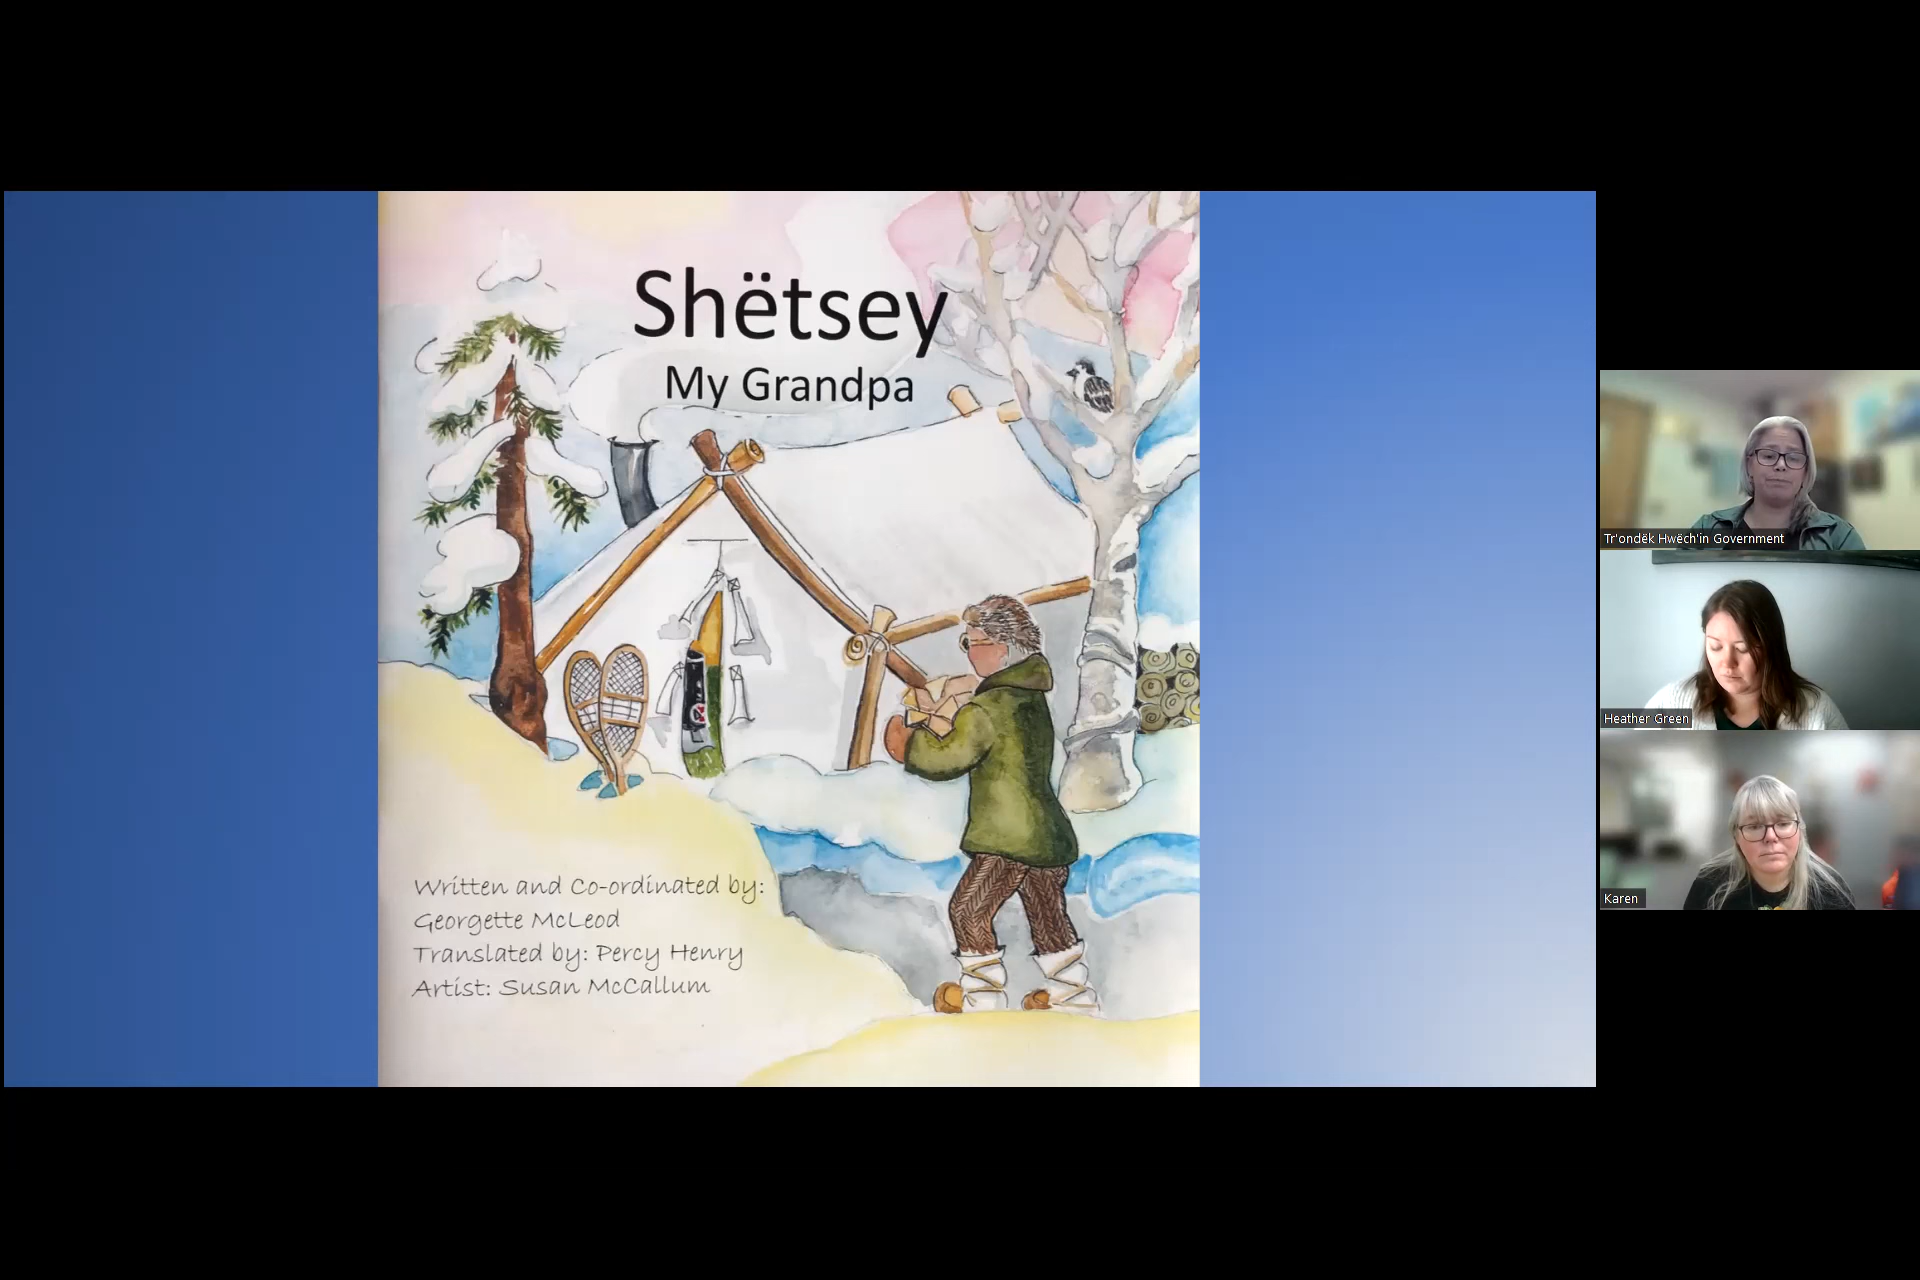 Shëtsey
My Grandpa
Written and Co-ordinated by:
Georgette McLeod
Translated by: Percy Henry
Artist: Susan McCallum
Tr'ondëk Hwëch'in Government
Heather Green
Karen